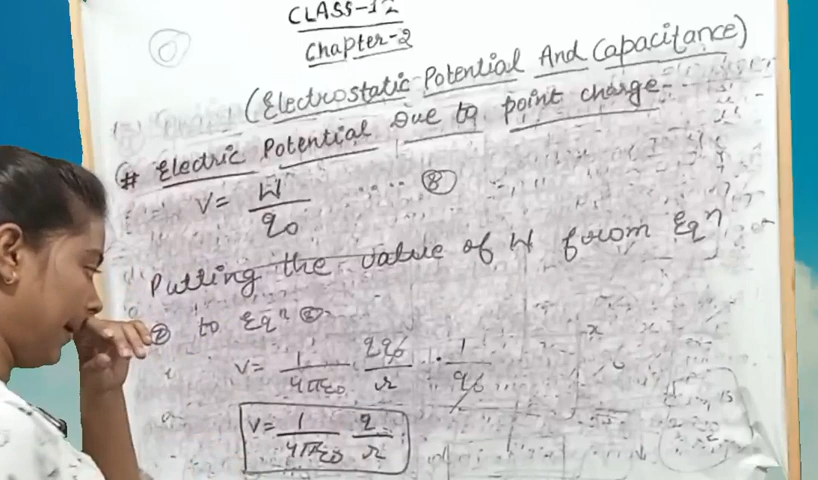 CLASS-12
Chapter-2
(Electrostatic Potential And Capacitance)
# Electric Potential Due to point charge-
V = W/q₀ ⑧
Putting the value of W from Eqⁿ
⑦ to Eqⁿ ⑧
V = 1/4πε₀ qq₀/r · 1/q₀
V = 1/4πε₀ q/r